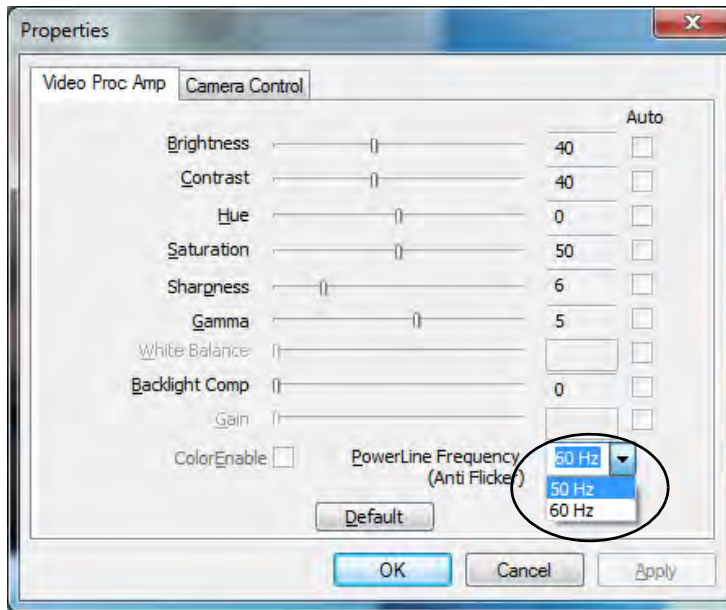 Properties
X
Video Proc Amp Camera Control
Auto
Brightness 40
Contrast 40
Hue 0
Saturation 50
Sharpness 6
Gamma 5
White Balance
Backlight Comp 0
Gain
ColorEnable PowerLine Frequency 60 Hz
(Anti Flicker)
50 Hz
60 Hz
Default
OK Cancel Apply